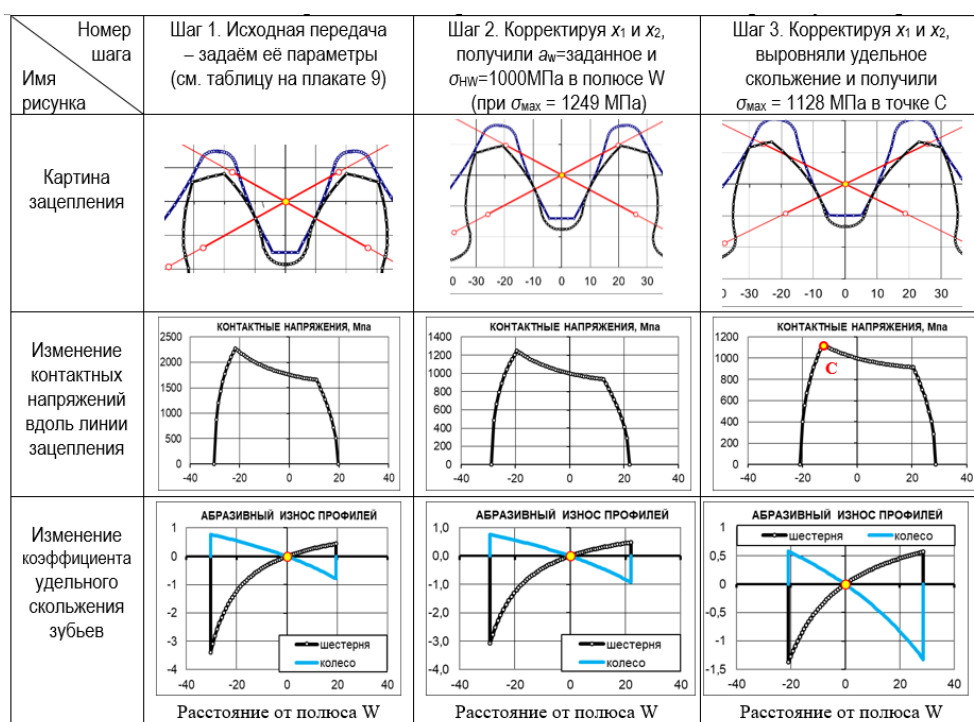 Номер
шага
Имя
рисунка
Шаг 1. Исходная передача
– задаём её параметры
(см. таблицу на плакате 9)
Шаг 2. Корректируя x₁ и x₂,
получили aw=заданное и
σHW=1000МПа в полюсе W
(при σмах = 1249 МПа)
Шаг 3. Корректируя x₁ и x₂,
выровняли удельное
скольжение и получили
σмах = 1128 МПа в точке С
Картина
зацепления
-30 -20 -10 0 10 20 30
-30 -20 -10 0 10 20 30
Изменение
контактных
напряжения
вдоль линии
зацепления
КОНТАКТНЫЕ НАПРЯЖЕНИЯ, Мпа
2500
2000
1500
1000
500
0
-40 -20 0 20 40
КОНТАКТНЫЕ НАПРЯЖЕНИЯ, Мпа
1400
1200
1000
800
600
400
200
0
-40 -20 0 20 40
КОНТАКТНЫЕ НАПРЯЖЕНИЯ, Мпа
1200
1000
800
600
400
200
0
С
-40 -20 0 20 40
Изменение
коэффициента
удельного
скольжения
зубьев
АБРАЗИВНЫЙ ИЗНОС ПРОФИЛЕЙ
1
0
-1
-2
-3
-4
шестерня
колесо
-40 -20 0 20 40
Расстояние от полюса W
АБРАЗИВНЫЙ ИЗНОС ПРОФИЛЕЙ
1,0
0,0
-1,0
-2,0
-3,0
-4,0
шестерня
колесо
-40 -20 0 20 40
Расстояние от полюса W
АБРАЗИВНЫЙ ИЗНОС ПРОФИЛЕЙ
шестерня колесо
1
0,5
0
-0,5
-1
-1,5
-40 -20 0 20 40
Расстояние от полюса W